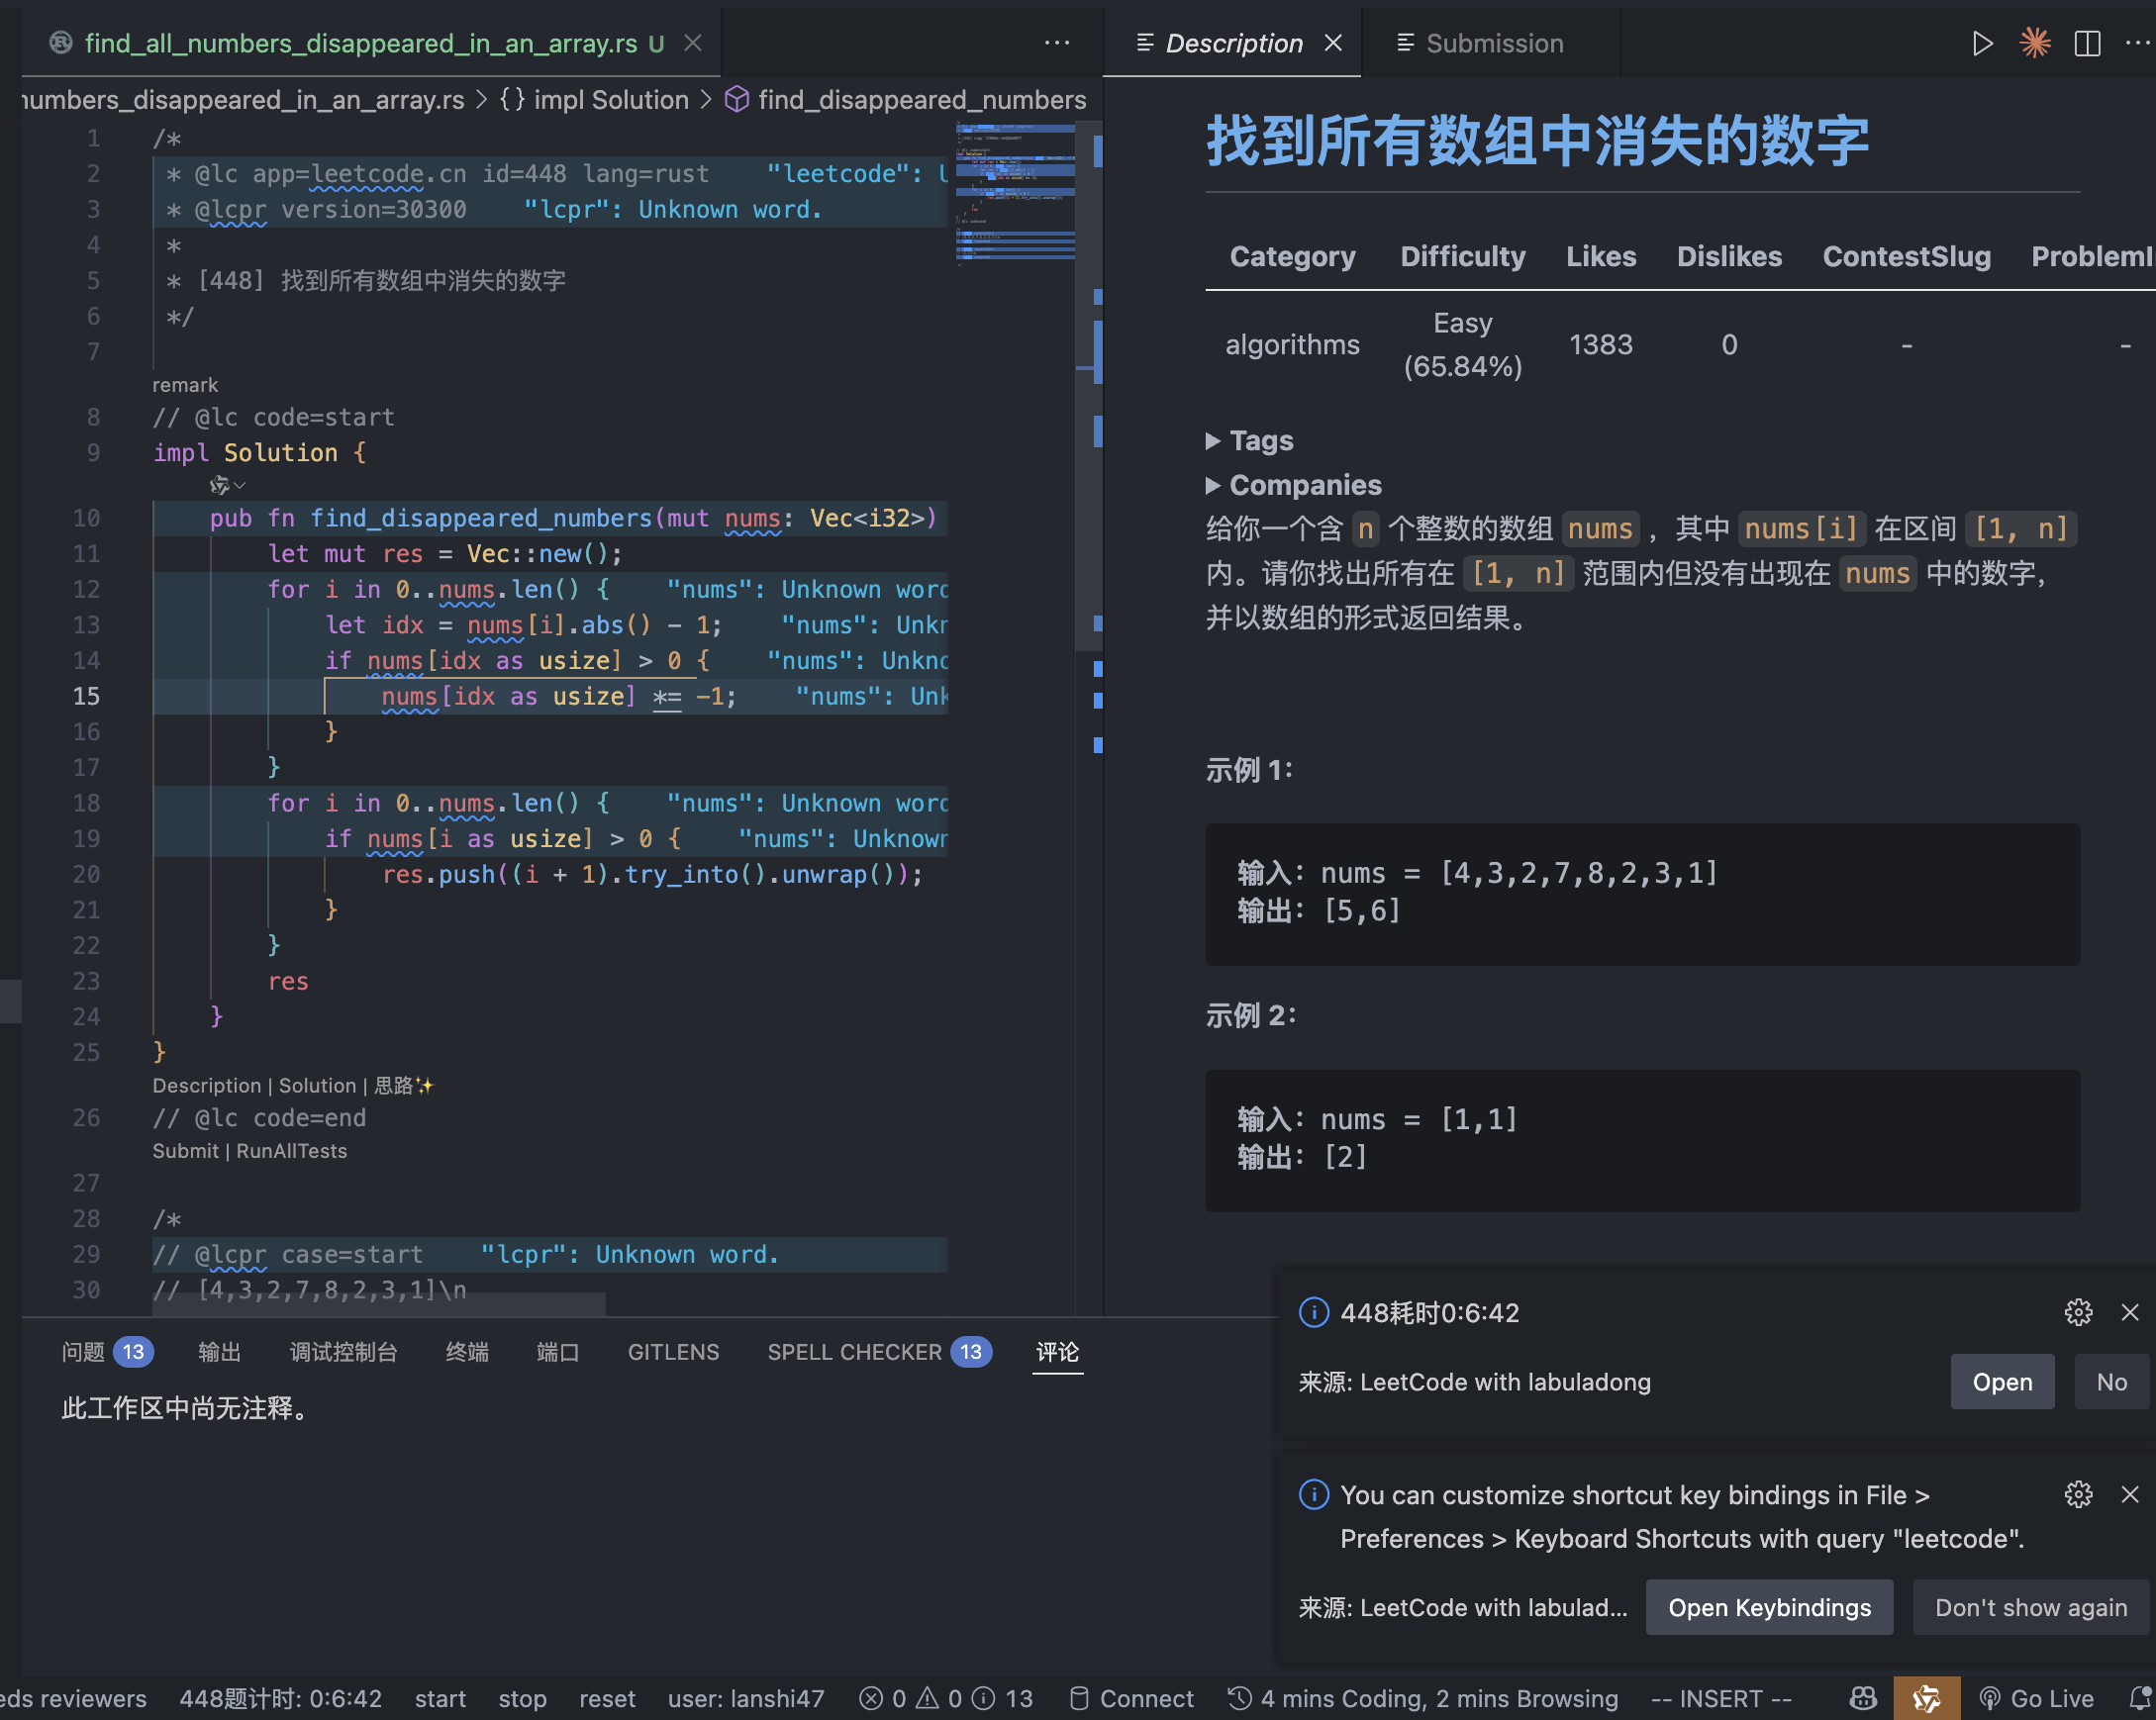 find_all_numbers_disappeared_in_an_array.rs U
numbers_disappeared_in_an_array.rs > {} impl Solution > find_disappeared_numbers
1 /*
2 * @lc app=leetcode.cn id=448 lang=rust "leetcode": U
3 * @lcpr version=30300 "lcpr": Unknown word.
4 *
5 * [448] 找到所有数组中消失的数字
6 */
7
remark
8 // @lc code=start
9 impl Solution {
10 pub fn find_disappeared_numbers(mut nums: Vec<i32>)
11 let mut res = Vec::new();
12 for i in 0..nums.len() { "nums": Unknown word
13 let idx = nums[i].abs() - 1; "nums": Unkn
14 if nums[idx as usize] > 0 { "nums": Unkno
15 nums[idx as usize] *= -1; "nums": Unk
16 }
17 }
18 for i in 0..nums.len() { "nums": Unknown word
19 if nums[i as usize] > 0 { "nums": Unknown
20 res.push((i + 1).try_into().unwrap());
21 }
22 }
23 res
24 }
25 }
Description | Solution | 思路✨
26 // @lc code=end
Submit | RunAllTests
27
28 /*
29 // @lcpr case=start "lcpr": Unknown word.
30 // [4,3,2,7,8,2,3,1]\n
Description Submission
找到所有数组中消失的数字
Category Difficulty Likes Dislikes ContestSlug ProblemI
algorithms Easy (65.84%) 1383 0 - -
Tags
Companies
给你一个含 n 个整数的数组 nums ，其中 nums[i] 在区间 [1, n]
内。请你找出所有在 [1, n] 范围内但没有出现在 nums 中的数字，
并以数组的形式返回结果。
示例 1：
输入：nums = [4,3,2,7,8,2,3,1]
输出：[5,6]
示例 2：
输入：nums = [1,1]
输出：[2]
问题 13 输出 调试控制台 终端 端口 GITLENS SPELL CHECKER 13 评论
此工作区中尚无注释。
448耗时0:6:42
来源: LeetCode with labuladong Open No
You can customize shortcut key bindings in File >
Preferences > Keyboard Shortcuts with query "leetcode".
来源: LeetCode with labulad... Open Keybindings Don't show again
eds reviewers 448题计时: 0:6:42 start stop reset user: lanshi47 0 0 13 Connect 4 mins Coding, 2 mins Browsing -- INSERT -- Go Live